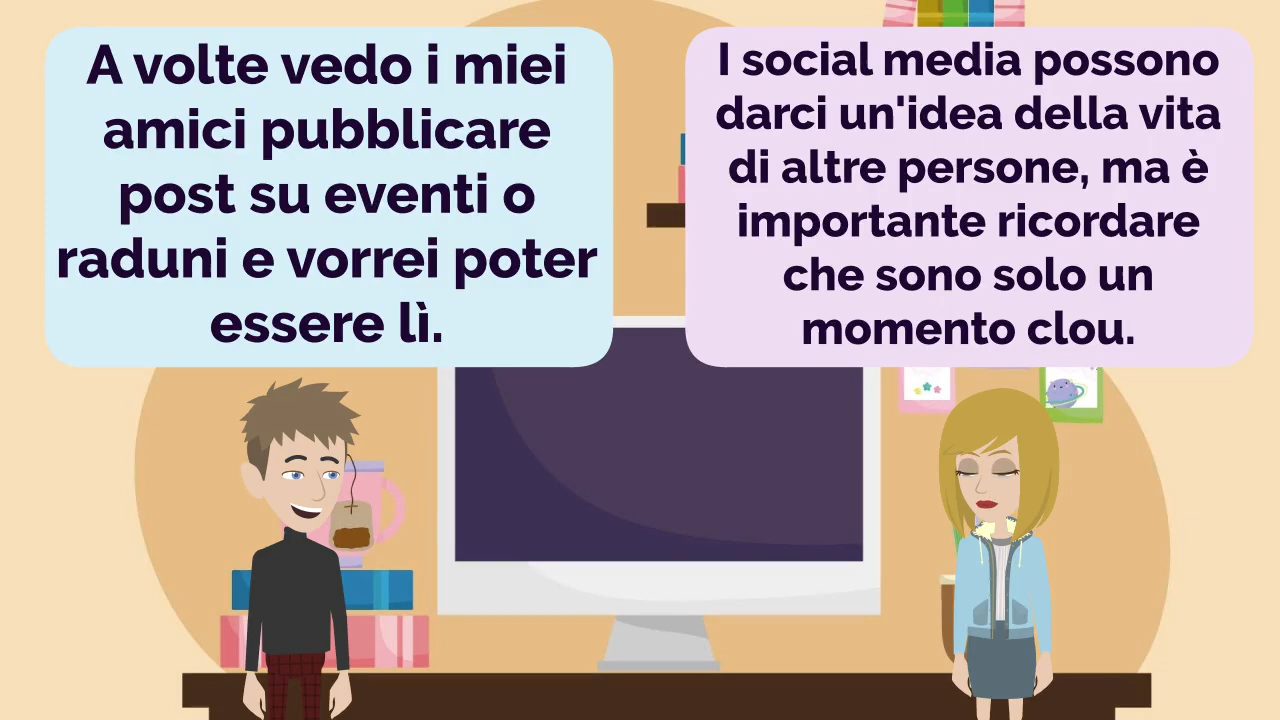 A volte vedo i miei
amici pubblicare
post su eventi o
raduni e vorrei poter
essere lì.
I social media possono
darci un'idea della vita
di altre persone, ma è
importante ricordare
che sono solo un
momento clou.